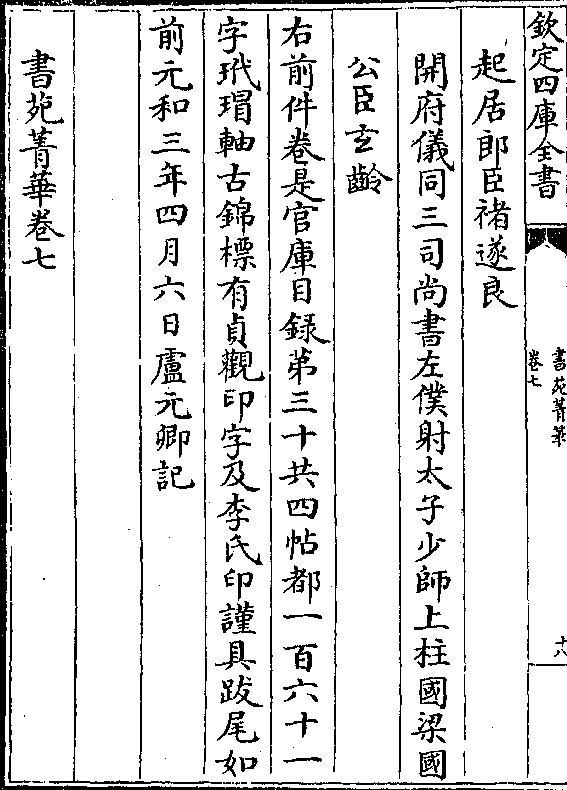 欽定四庫全書
書苑菁華
卷七
十八
起居郎臣禇遂良
開府儀同三司尚書左僕射太子少師上柱國梁國
公臣玄齡
右前件卷是官庫目錄第三十共四帖都一百六十一
字玳瑁軸古錦標有貞觀印字及李氏印謹具跋尾如
前元和三年四月六日盧元卿記
書苑菁華卷七